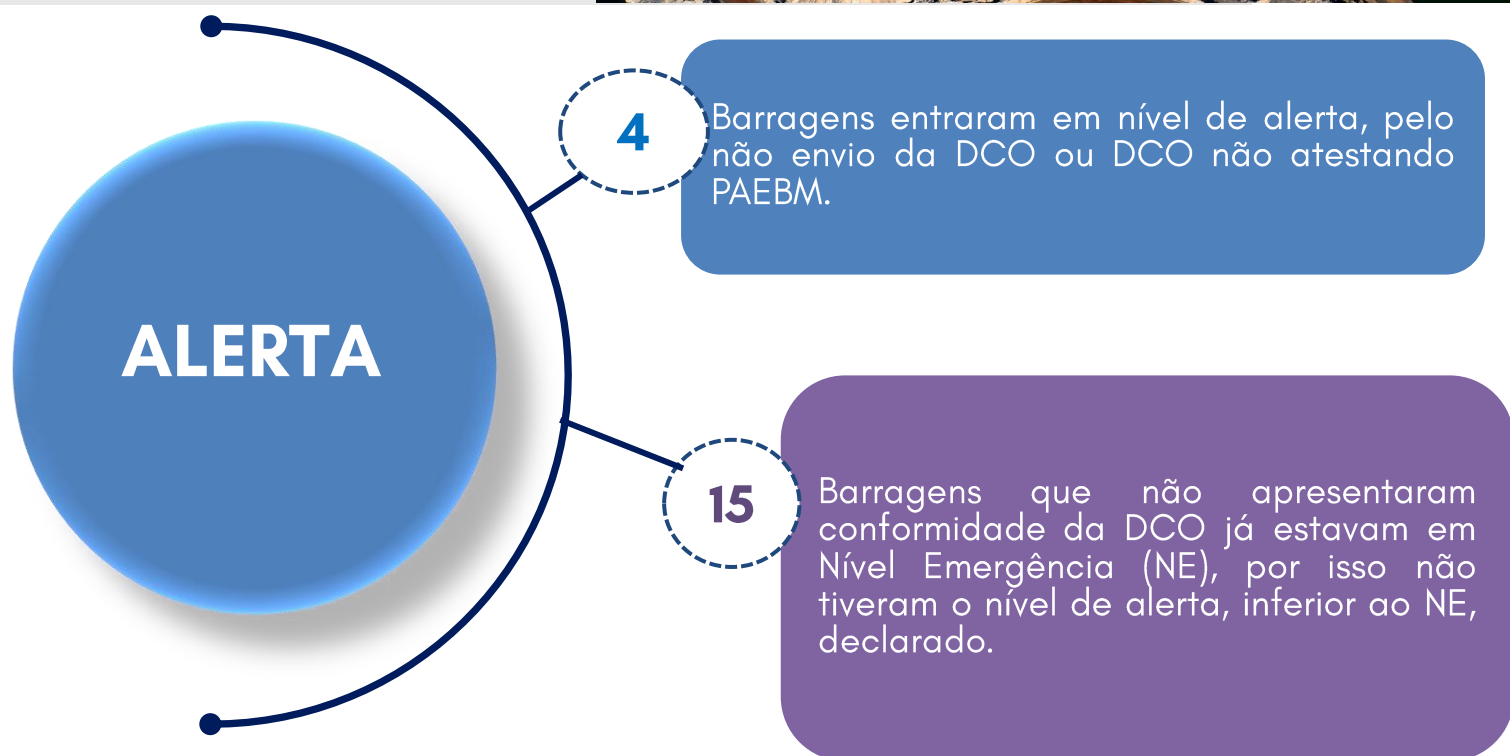 ALERTA
4
Barragens entraram em nível de alerta, pelo
não envio da DCO ou DCO não atestando
PAEBM.
15
Barragens que não apresentaram
conformidade da DCO já estavam em
Nível Emergência (NE), por isso não
tiveram o nível de alerta, inferior ao NE,
declarado.